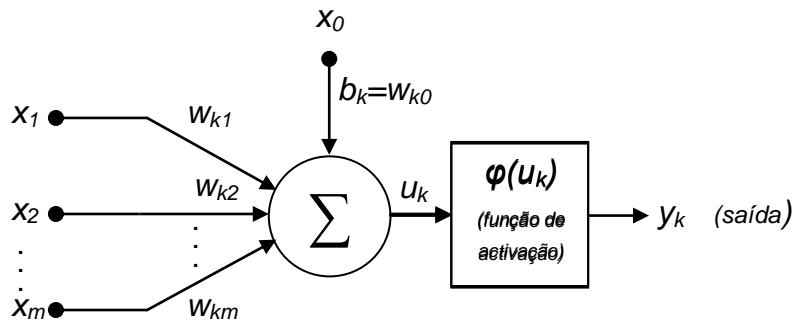 x0
bk=wk0
x1
wk1
wk2
x2
Σ
uk
φ(uk)
(função de
activação)
yk (saída)
. . .
. . .
xm
wkm